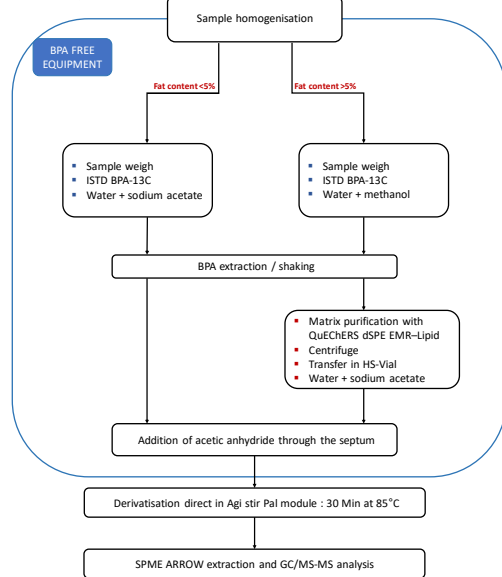 Sample homogenisation
BPA FREE
EQUIPMENT
Fat content <5%
Fat content >5%
▪ Sample weigh
▪ ISTD BPA-13C
▪ Water + sodium acetate
▪ Sample weigh
▪ ISTD BPA-13C
▪ Water + methanol
BPA extraction / shaking
▪ Matrix purification with
QuEChERS dSPE EMR–Lipid
▪ Centrifuge
▪ Transfer in HS-Vial
▪ Water + sodium acetate
Addition of acetic anhydride through the septum
Derivatisation direct in Agi stir Pal module : 30 Min at 85°C
SPME ARROW extraction and GC/MS-MS analysis